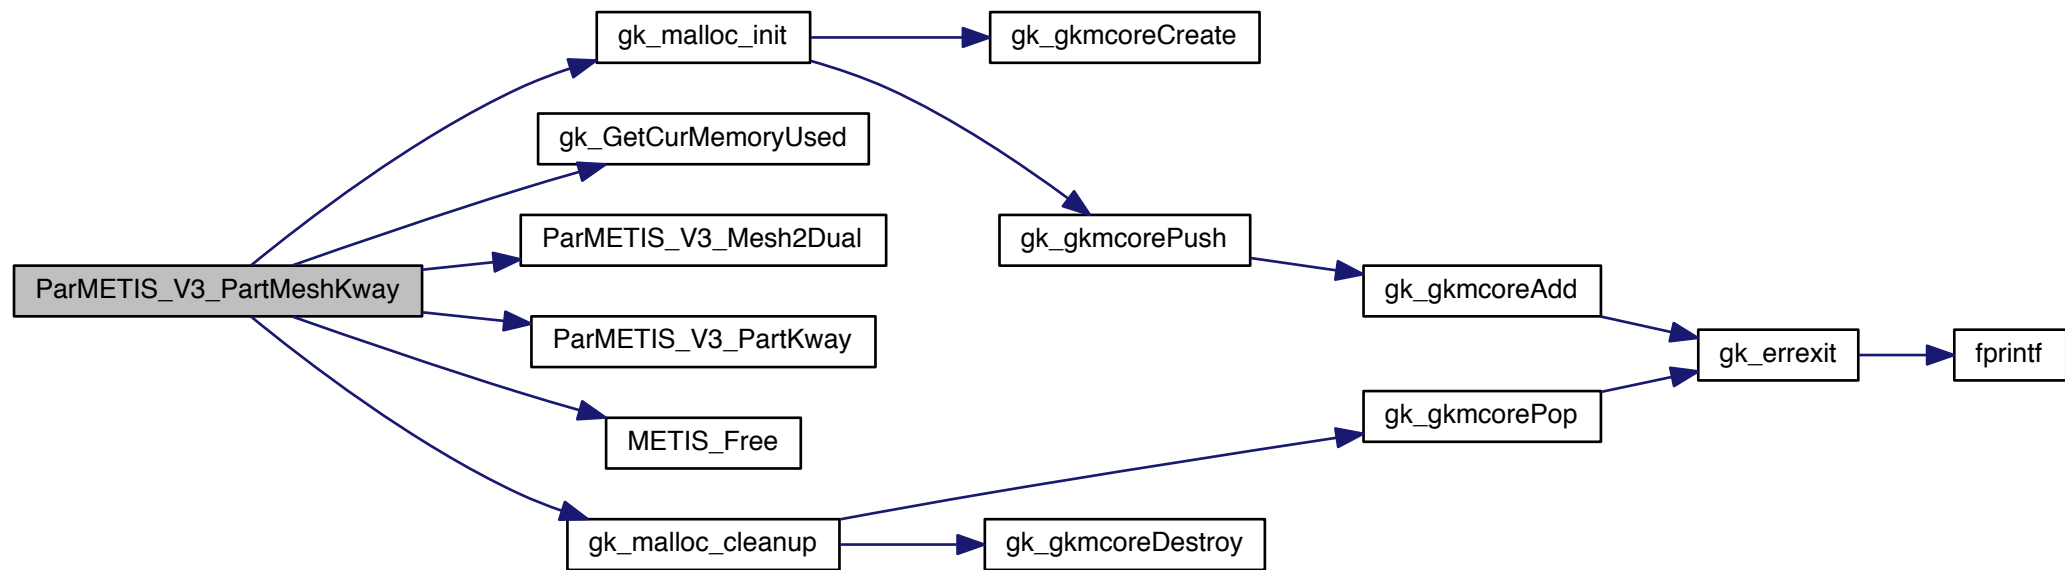 gk_malloc_init
gk_gkmcoreCreate
gk_GetCurMemoryUsed
ParMETIS_V3_Mesh2Dual
gk_gkmcorePush
ParMETIS_V3_PartMeshKway
gk_gkmcoreAdd
ParMETIS_V3_PartKway
gk_errexit
fprintf
gk_gkmcorePop
METIS_Free
gk_malloc_cleanup
gk_gkmcoreDestroy